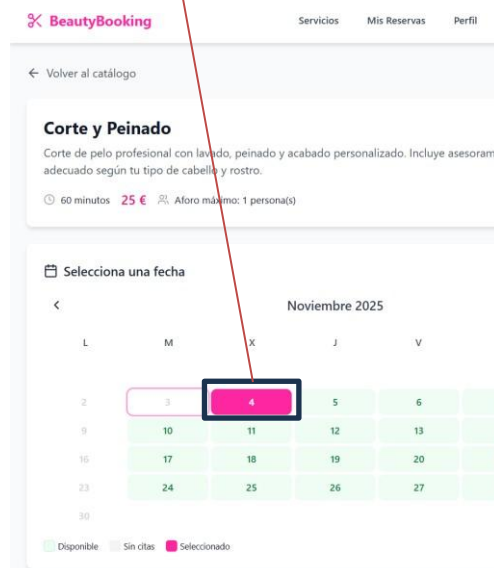 BeautyBooking Servicios Mis Reservas Perfil
Volver al catálogo
Corte y Peinado
Corte de pelo profesional con lavado, peinado y acabado personalizado. Incluye asesoram
adecuado según tu tipo de cabello y rostro.
60 minutos 25 € Aforo máximo: 1 persona(s)
Selecciona una fecha
Noviembre 2025
L M X J V
2 3 4 5 6
9 10 11 12 13
16 17 18 19 20
23 24 25 26 27
30
Disponible Sin citas Seleccionado